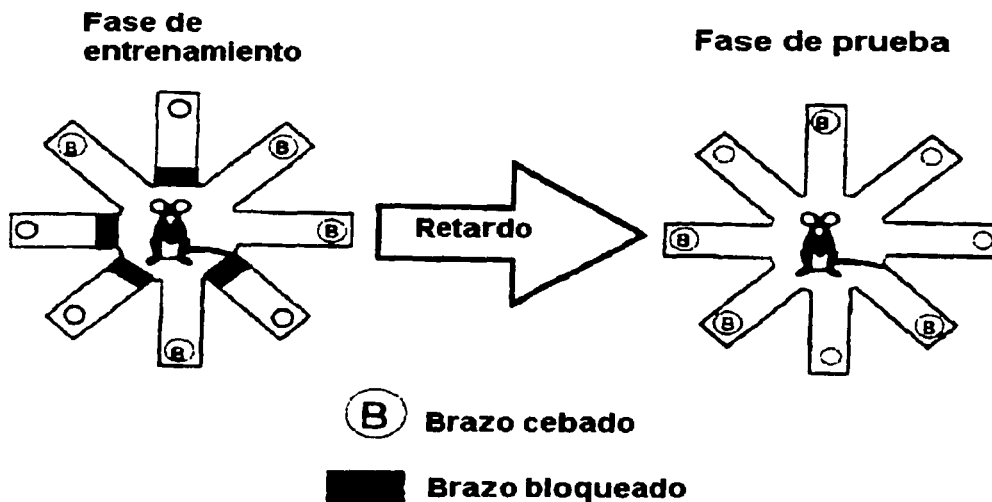 Fase de
entrenamiento
Fase de prueba
B
B
B
B
Retardo
B
B
B
B
B Brazo cebado
Brazo bloqueado